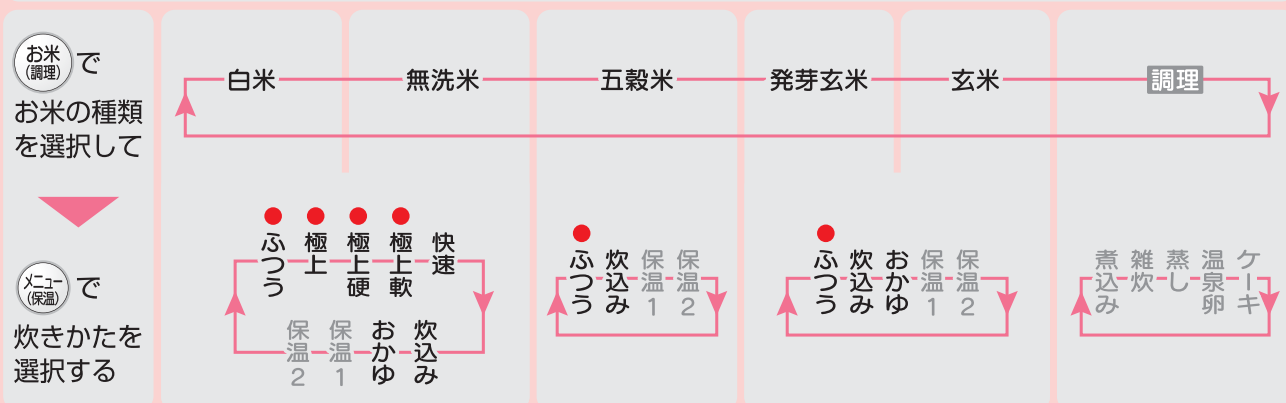 お米(調理)で
お米の種類
を選択して
白米
無洗米
五穀米
発芽玄米
玄米
調理
メニュー(保温)で
炊きかたを
選択する
ふつう
極上
極上硬
極上軟
快速
炊込み
おかゆ
保温1
保温2
ふつう
炊込み
保温1
保温2
ふつう
炊込み
おかゆ
保温1
保温2
煮込み
雑炊
蒸し
温泉卵
ケーキ